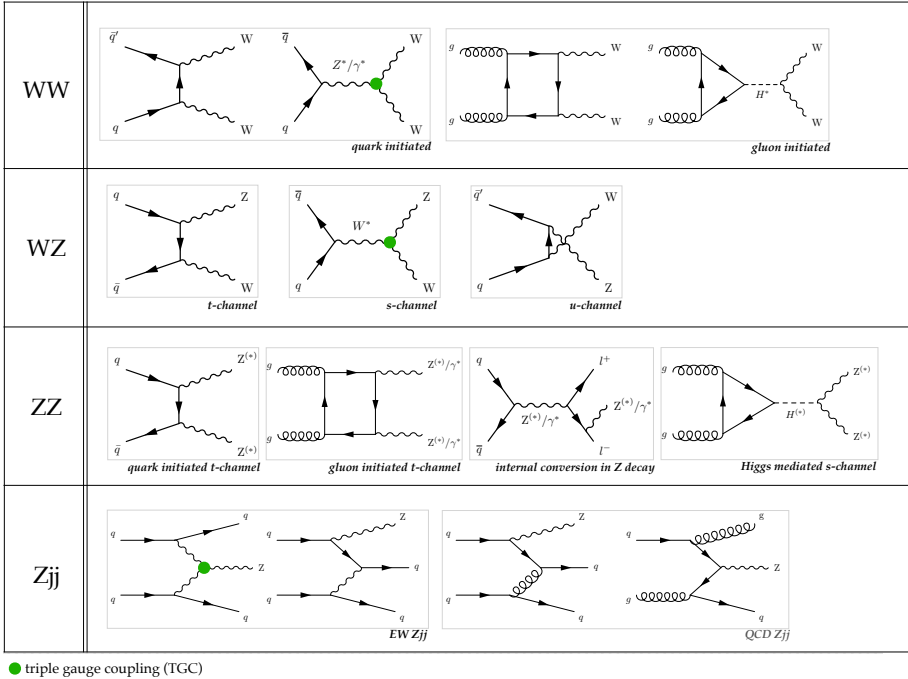 WW
q̄′ W q̄ W g W g W
Z*/γ*
H*
q W q W g W g W
quark initiated gluon initiated
WZ
q Z q̄ Z q̄′ W
W*
q̄ W q W q Z
t-channel s-channel u-channel
ZZ
q Z(*) g Z(*)/γ* q̄ l+ g Z(*)
Z(*)/γ* Z(*)/γ*
H(*)
q̄ Z(*) g Z(*)/γ* q̄ l− g Z(*)
quark initiated t-channel gluon initiated t-channel internal conversion in Z decay Higgs mediated s-channel
Zjj
q q q Z q Z q g
Z q q Z
q q q q q q g q
EW Zjj QCD Zjj
triple gauge coupling (TGC)